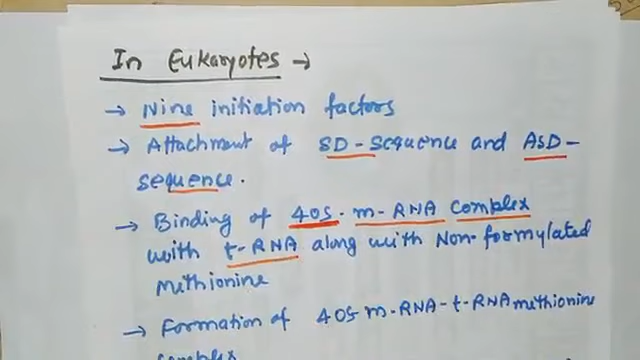 In Eukaryotes →
→ Nine initiation factors
→ Attachment of SD-Sequence and ASD-
sequence.
→ Binding of 40S. m-RNA complex
with t-RNA along with Non-formylated
methionine
→ Formation of 40S-m-RNA-t-RNA methionine
complex